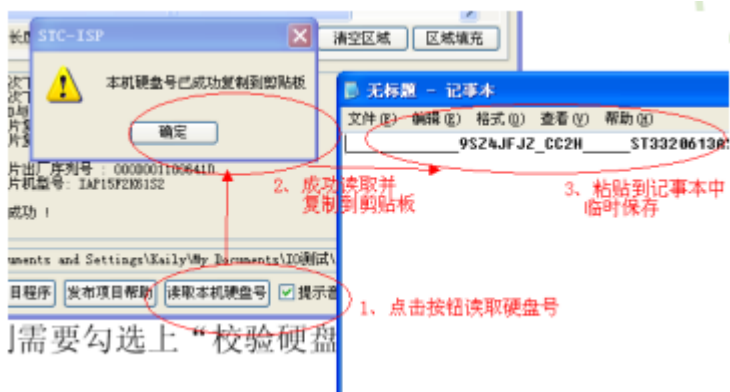 STC-ISP
清空区域
区域填充
本机硬盘号已成功复制到剪贴板
确定
无标题 - 记事本
文件(F) 编辑(E) 格式(O) 查看(V) 帮助(H)
9SZ4JFJZ_CC2H_____ST3320613AS
片出厂序列号
片机型号: IAP15F2K61S2
成功 !
2、成功读取并
复制到剪贴板
3、粘贴到记事本中
临时保存
uments and Settings\Kaily\My Documents\IO测试\
目程序
发布项目帮助
读取本机硬盘号
提示音
1、点击按钮读取硬盘号
需要勾选上“校验硬盘